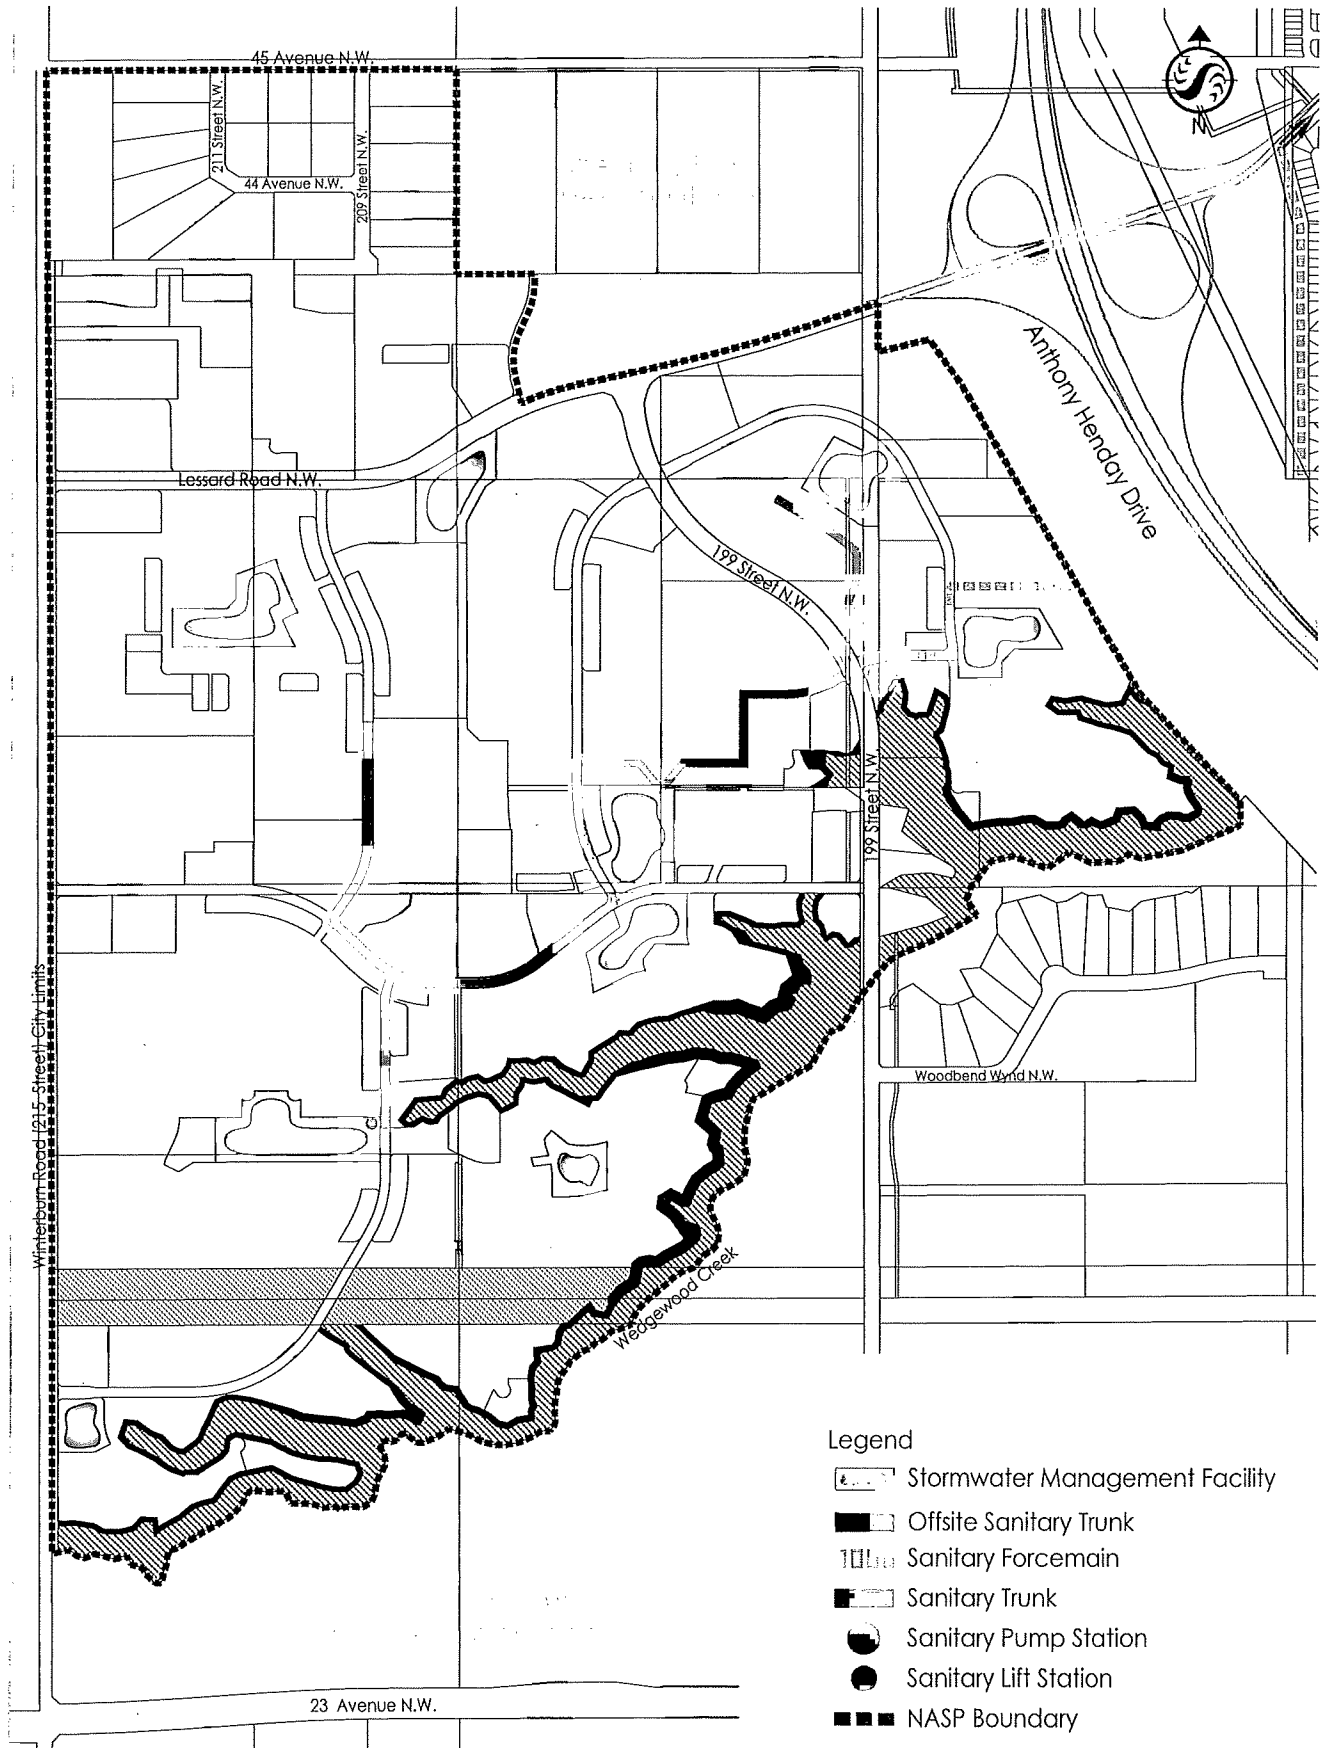 45 Avenue N.W.
211 Street N.W.
44 Avenue N.W.
209 Street N.W.
N
Anthony Henday Drive
Lessard Road N.W.
199 Street N.W.
199 Street N.W.
Winterburn Road (215 Street) City Limits
Woodbend Wynd N.W.
Wedgewood Creek
23 Avenue N.W.
Legend
Stormwater Management Facility
Offsite Sanitary Trunk
Sanitary Forcemain
Sanitary Trunk
Sanitary Pump Station
Sanitary Lift Station
NASP Boundary